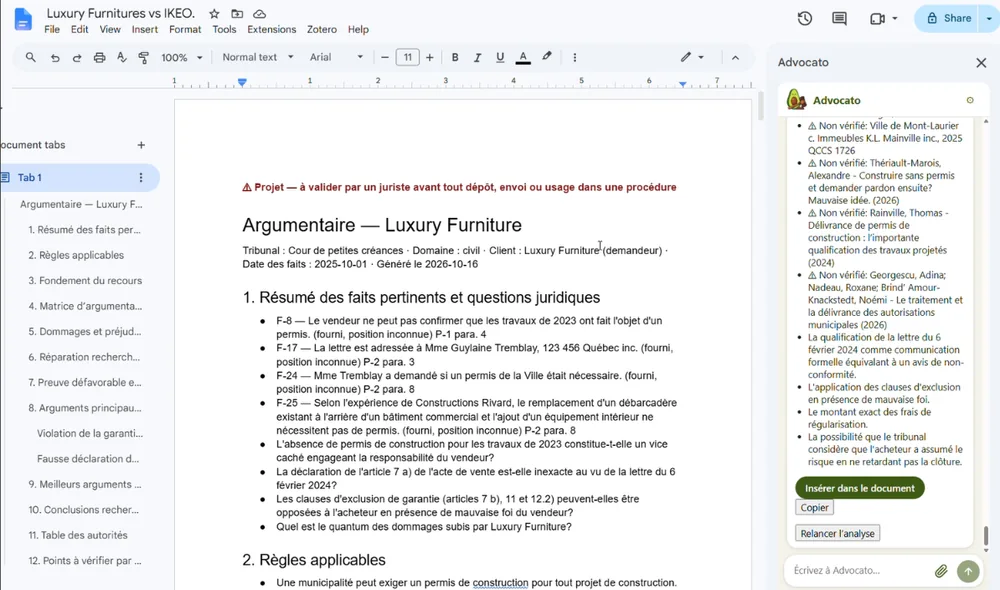 Luxury Furnitures vs IKEO.
File Edit View Insert Format Tools Extensions Zotero Help
Share
100% Normal text Arial 11 B I U A
1 1 2 3 4 5 6 7
ocument tabs
Tab 1
Argumentaire — Luxury F...
1. Résumé des faits per...
2. Règles applicables
3. Fondement du recours
4. Matrice d'argumenta...
5. Dommages et préjud...
6. Réparation recherch...
7. Preuve défavorable e...
8. Arguments principau...
Violation de la garanti...
Fausse déclaration d...
9. Meilleurs arguments ...
10. Conclusions recher...
11. Table des autorités
12. Points à vérifier par ...
⚠ Projet — à valider par un juriste avant tout dépôt, envoi ou usage dans une procédure
Argumentaire — Luxury Furniture
Tribunal : Cour de petites créances · Domaine : civil · Client : Luxury Furniture (demandeur) ·
Date des faits : 2025-10-01 · Généré le 2026-10-16
1. Résumé des faits pertinents et questions juridiques
● F-8 — Le vendeur ne peut pas confirmer que les travaux de 2023 ont fait l'objet d'un
permis. (fourni, position inconnue) P-1 para. 4
● F-17 — La lettre est adressée à Mme Guylaine Tremblay, 123 456 Québec inc. (fourni,
position inconnue) P-2 para. 3
● F-24 — Mme Tremblay a demandé si un permis de la Ville était nécessaire. (fourni,
position inconnue) P-2 para. 8
● F-25 — Selon l'expérience de Constructions Rivard, le remplacement d'un débarcadère
existant à l'arrière d'un bâtiment commercial et l'ajout d'un équipement intérieur ne
nécessitent pas de permis. (fourni, position inconnue) P-2 para. 8
● L'absence de permis de construction pour les travaux de 2023 constitue-t-elle un vice
caché engageant la responsabilité du vendeur?
● La déclaration de l'article 7 a) de l'acte de vente est-elle inexacte au vu de la lettre du 6
février 2024?
● Les clauses d'exclusion de garantie (articles 7 b), 11 et 12.2) peuvent-elles être
opposées à l'acheteur en présence de mauvaise foi du vendeur?
● Quel est le quantum des dommages subis par Luxury Furniture?
2. Règles applicables
● Une municipalité peut exiger un permis de construction pour tout projet de construction.
Advocato
Advocato
• ⚠ Non vérifié: Ville de Mont-Laurier
c. Immeubles K.L. Mainville inc., 2025
QCCS 1726
• ⚠ Non vérifié: Thériault-Marois,
Alexandre - Construire sans permis
et demander pardon ensuite?
Mauvaise idée. (2026)
• ⚠ Non vérifié: Rainville, Thomas -
Délivrance de permis de
construction : l'importante
qualification des travaux projetés
(2024)
• ⚠ Non vérifié: Georgescu, Adina;
Nadeau, Roxane; Brind' Amour-
Knackstedt, Noémi - Le traitement et
la délivrance des autorisations
municipales (2026)
• La qualification de la lettre du 6
février 2024 comme communication
formelle équivalant à un avis de non-
conformité.
• L'application des clauses d'exclusion
en présence de mauvaise foi.
• Le montant exact des frais de
régularisation.
• La possibilité que le tribunal
considère que l'acheteur a assumé le
risque en ne retardant pas la clôture.
Insérer dans le document
Copier
Relancer l'analyse
Écrivez à Advocato...